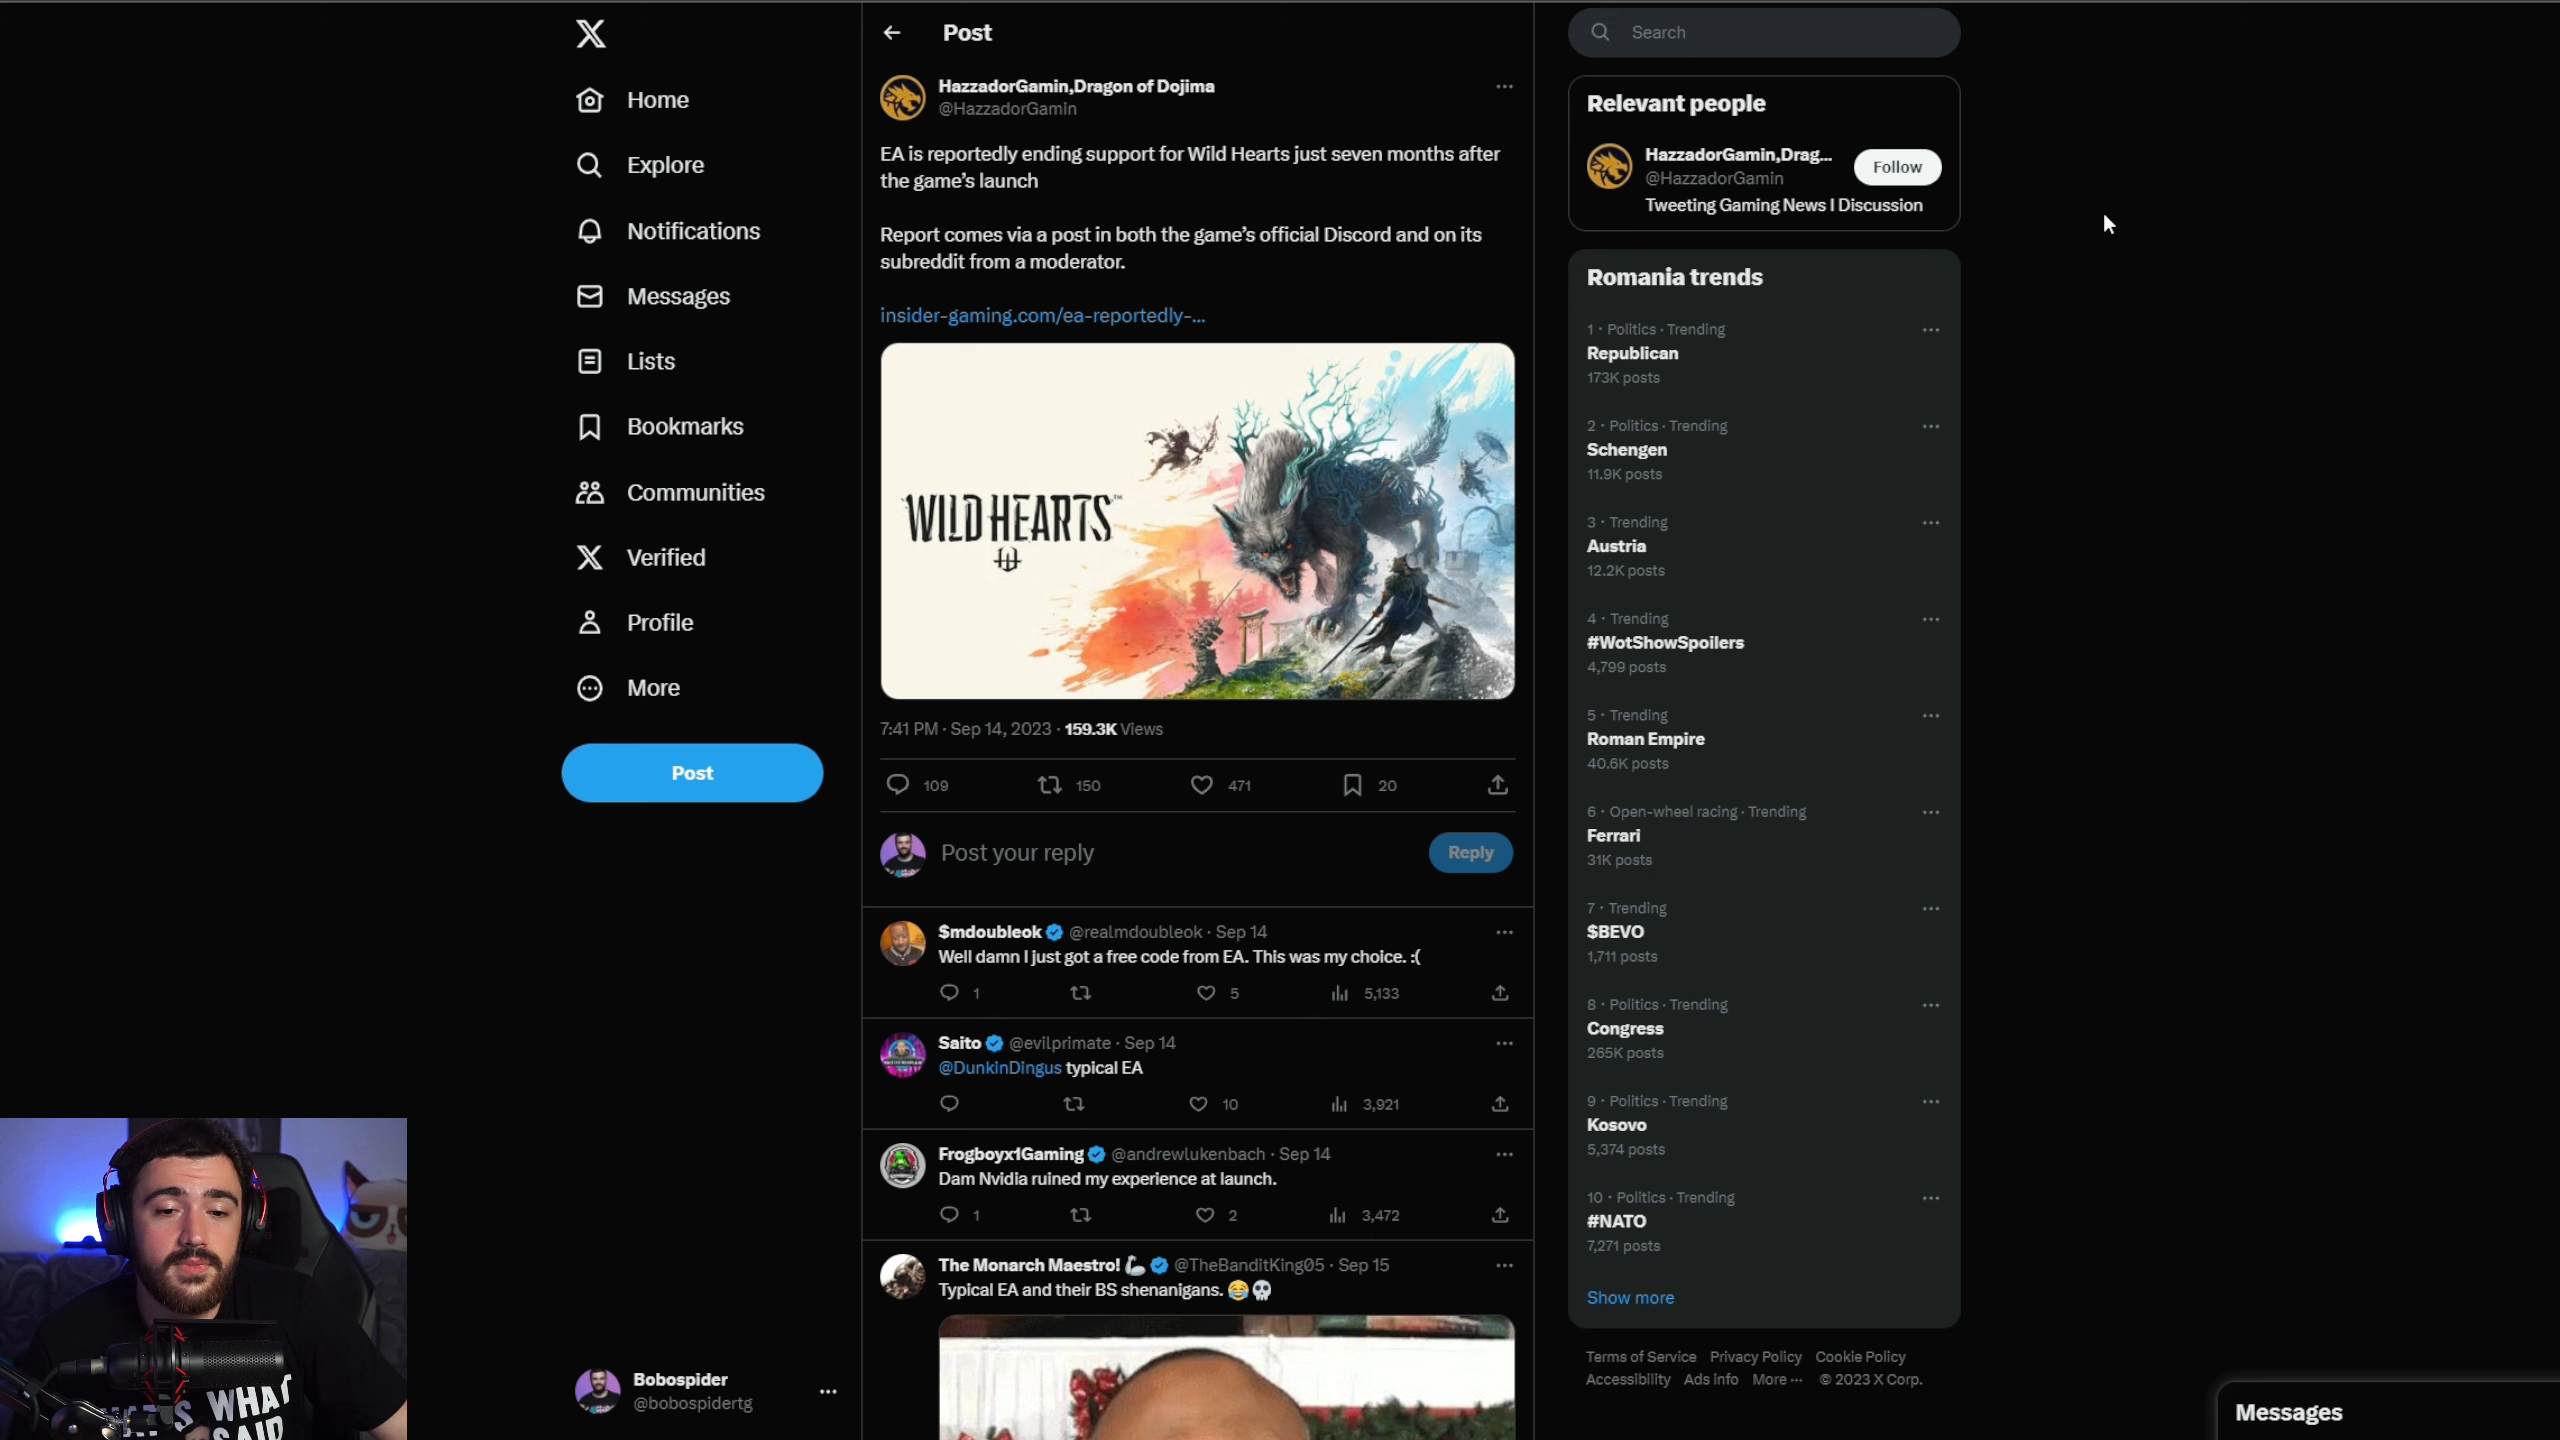 Home
Explore
Notifications
Messages
Lists
Bookmarks
Communities
Verified
Profile
More
Post
Bobospider
@bobospidertg
Post
HazzadorGamin,Dragon of Dojima
@HazzadorGamin
EA is reportedly ending support for Wild Hearts just seven months after
the game's launch
Report comes via a post in both the game's official Discord and on its
subreddit from a moderator.
insider-gaming.com/ea-reportedly-...
WILD HEARTS™
7:41 PM · Sep 14, 2023 · 159.3K Views
109 150 471 20
Post your reply
Reply
$mdoubleok @realmdoubleok · Sep 14
Well damn I just got a free code from EA. This was my choice. :(
1 5 5,133
Saito @evilprimate · Sep 14
@DunkinDingus typical EA
10 3,921
Frogboyx1Gaming @andrewlukenbach · Sep 14
Dam Nvidia ruined my experience at launch.
1 2 3,472
The Monarch Maestro! 🦾 @TheBanditKing05 · Sep 15
Typical EA and their BS shenanigans. 😂💀
Search
Relevant people
HazzadorGamin,Drag...
@HazzadorGamin
Follow
Tweeting Gaming News I Discussion
Romania trends
1 · Politics · Trending
Republican
173K posts
2 · Politics · Trending
Schengen
11.9K posts
3 · Trending
Austria
12.2K posts
4 · Trending
#WotShowSpoilers
4,799 posts
5 · Trending
Roman Empire
40.6K posts
6 · Open-wheel racing · Trending
Ferrari
31K posts
7 · Trending
$BEVO
1,711 posts
8 · Politics · Trending
Congress
265K posts
9 · Politics · Trending
Kosovo
5,374 posts
10 · Politics · Trending
#NATO
7,271 posts
Show more
Terms of Service Privacy Policy Cookie Policy
Accessibility Ads info More ··· © 2023 X Corp.
Messages
WHAT
SAID